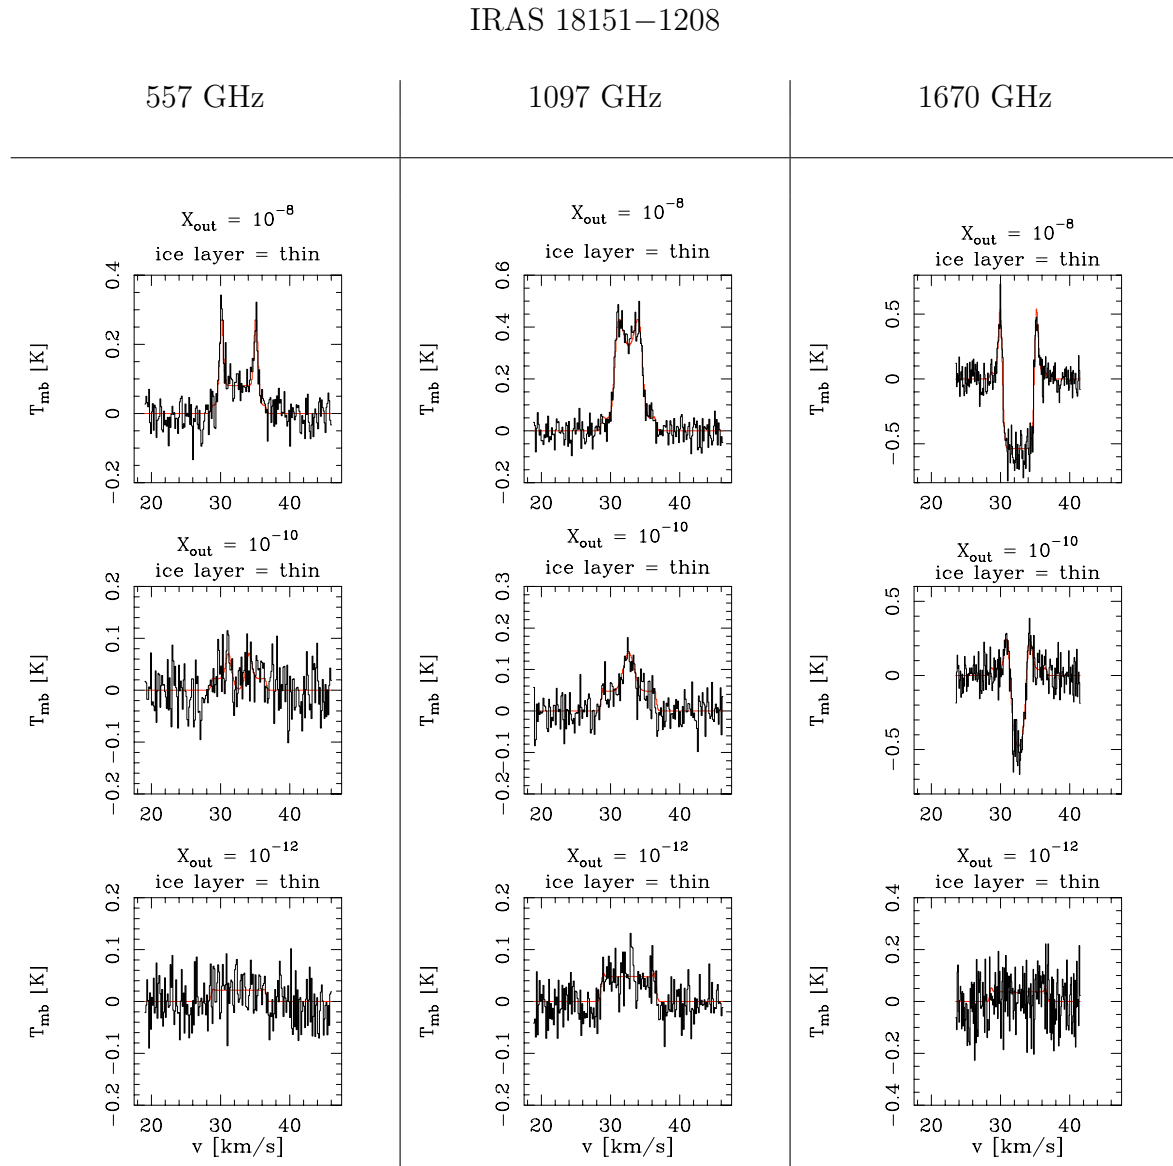 IRAS 18151−1208
557 GHz
1097 GHz
1670 GHz
X_out = 10^−8
ice layer = thin
T_mb [K]
0.4
0.2
0
−0.2
20 30 40
X_out = 10^−8
ice layer = thin
T_mb [K]
0.6
0.4
0.2
0
−0.2
20 30 40
X_out = 10^−8
ice layer = thin
T_mb [K]
0.5
0
−0.5
20 30 40
X_out = 10^−10
ice layer = thin
T_mb [K]
0.2
0.1
0
−0.1
−0.2
20 30 40
X_out = 10^−10
ice layer = thin
T_mb [K]
0.3
0.2
0.1
0
−0.1
−0.2
20 30 40
X_out = 10^−10
ice layer = thin
T_mb [K]
0.5
0
−0.5
20 30 40
X_out = 10^−12
ice layer = thin
T_mb [K]
0.2
0.1
0
−0.1
−0.2
20 30 40
v [km/s]
X_out = 10^−12
ice layer = thin
T_mb [K]
0.2
0.1
0
−0.1
−0.2
20 30 40
v [km/s]
X_out = 10^−12
ice layer = thin
T_mb [K]
0.4
0.2
0
−0.2
−0.4
20 30 40
v [km/s]